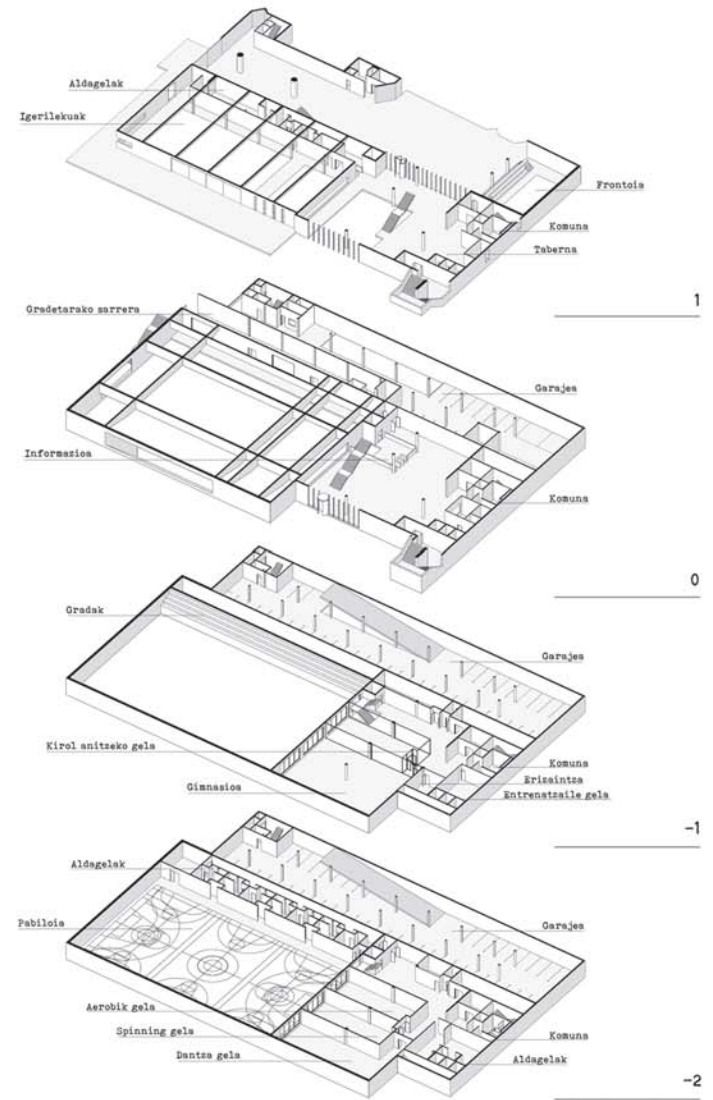 Aldagelak
Igerilekuak
Frontoia
Komuna
Taberna
1
Gradetarako sarrera
Garajea
Informazioa
Komuna
0
Gradak
Garajea
Kirol anitzeko gela
Komuna
Gimnasioa
Erizaintza
Entrenatzaile gela
-1
Aldagelak
Pabiloia
Garajea
Aerobik gela
Spinning gela
Komuna
Dantza gela
Aldagelak
-2